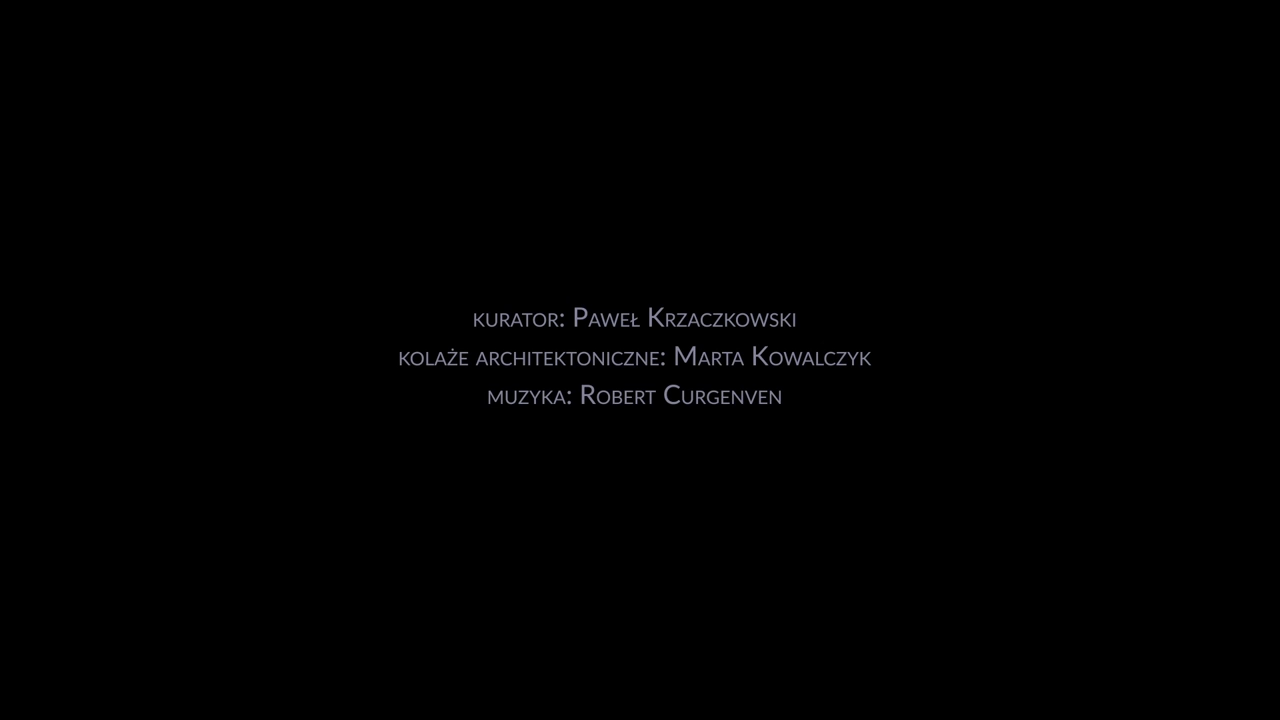 kurator: Paweł Krzaczkowski
kolaże architektoniczne: Marta Kowalczyk
muzyka: Robert Curgenven